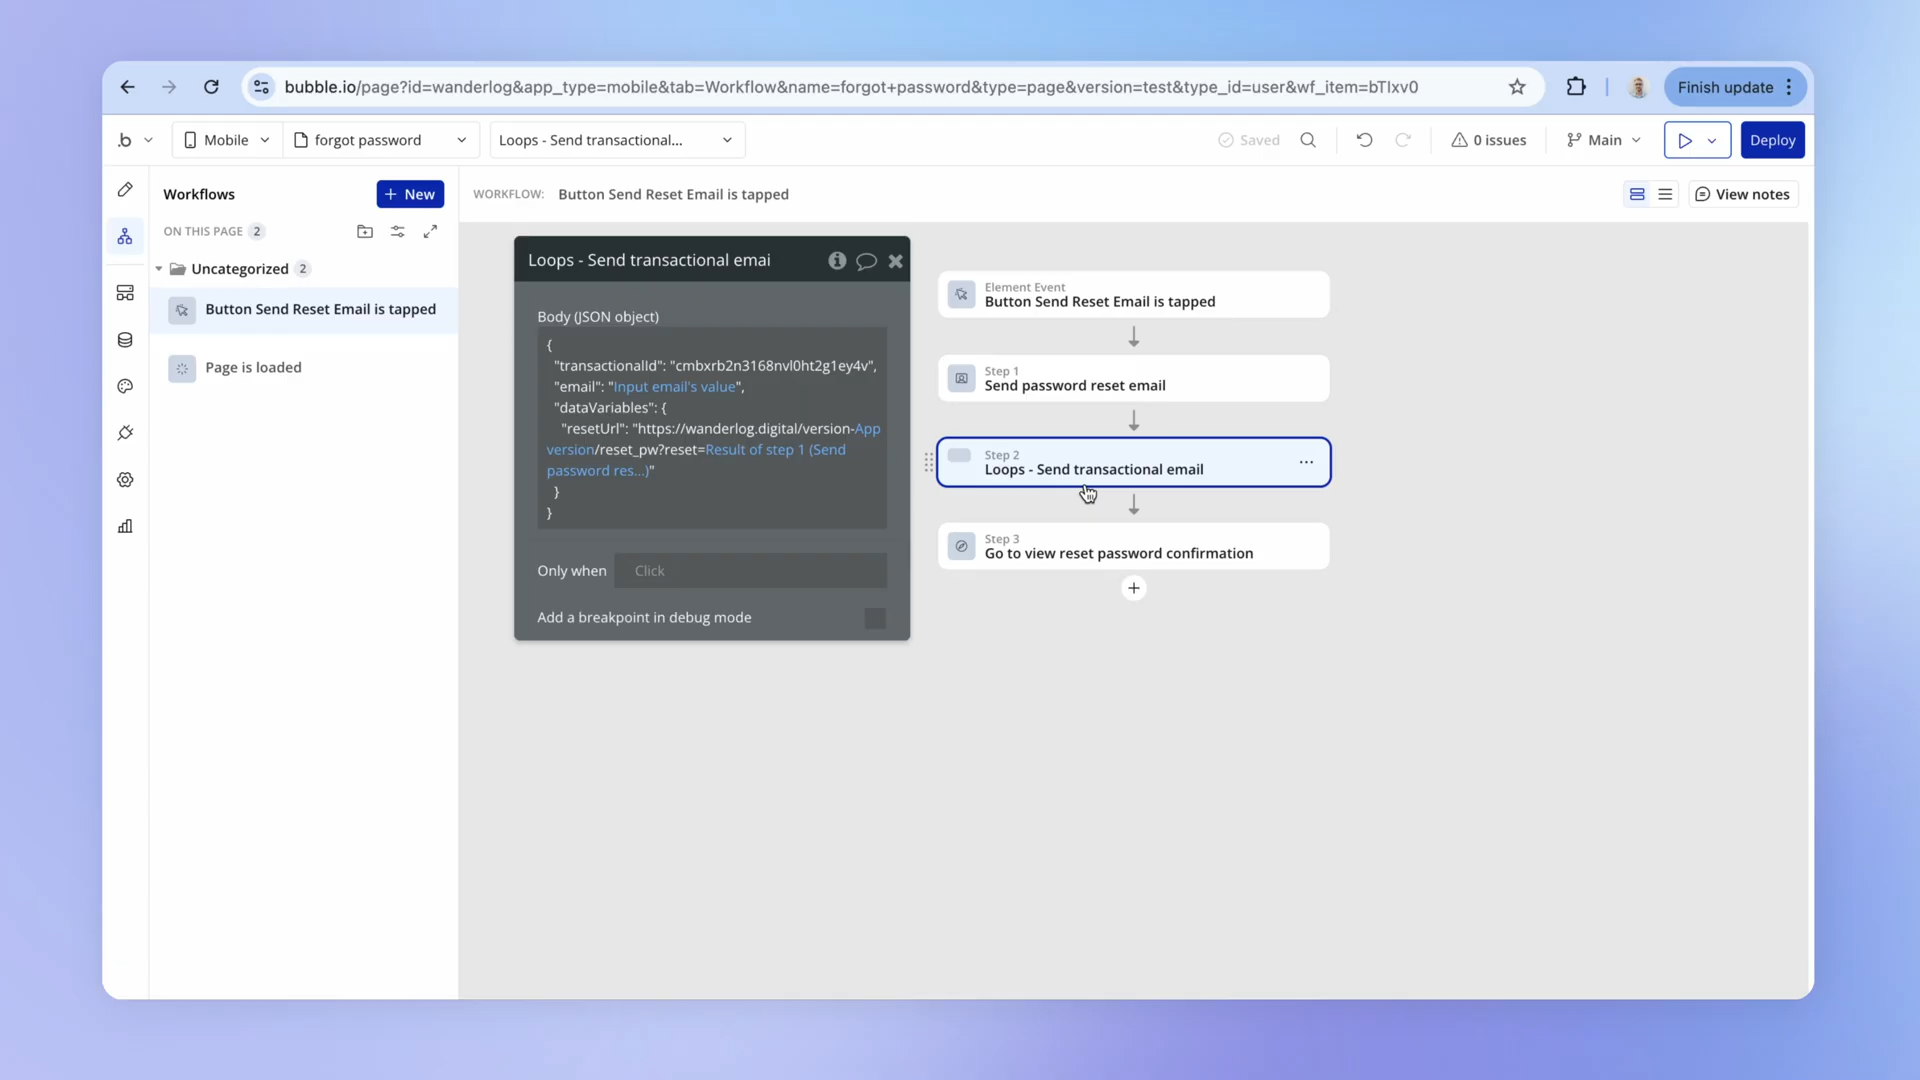 bubble.io/page?id=wanderlog&app_type=mobile&tab=Workflow&name=forgot+password&type=page&version=test&type_id=user&wf_item=bTIxv0
Finish update
Mobile
forgot password
Loops - Send transactional...
Saved
0 issues
Main
Deploy
Workflows
+ New
WORKFLOW: Button Send Reset Email is tapped
View notes
ON THIS PAGE 2
Uncategorized 2
Button Send Reset Email is tapped
Page is loaded
Loops - Send transactional emai
Body (JSON object)
{
"transactionalId": "cmbxrb2n3168nvl0ht2g1ey4v",
"email": "Input email's value",
"dataVariables": {
"resetUrl": "https://wanderlog.digital/version-App
version/reset_pw?reset=Result of step 1 (Send
password res...)"
}
}
Only when Click
Add a breakpoint in debug mode
Element Event
Button Send Reset Email is tapped
Step 1
Send password reset email
Step 2
Loops - Send transactional email
Step 3
Go to view reset password confirmation